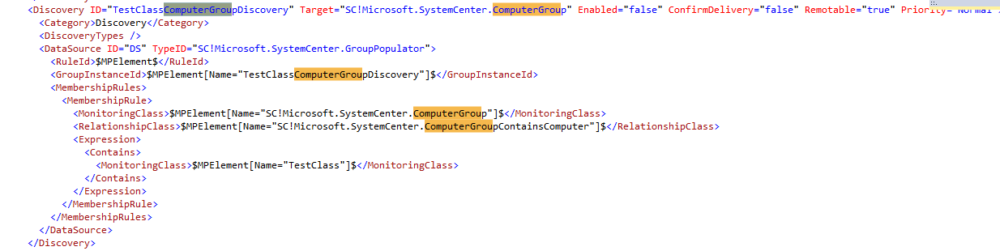 <Discovery ID="TestClassComputerGroupDiscovery" Target="SC!Microsoft.SystemCenter.ComputerGroup" Enabled="false" ConfirmDelivery="false" Remotable="true" Priority="Normal"
<Category>Discovery</Category>
<DiscoveryTypes />
<DataSource ID="DS" TypeID="SC!Microsoft.SystemCenter.GroupPopulator">
<RuleId>$MPElement$</RuleId>
<GroupInstanceId>$MPElement[Name="TestClassComputerGroupDiscovery"]$</GroupInstanceId>
<MembershipRules>
<MembershipRule>
<MonitoringClass>$MPElement[Name="SC!Microsoft.SystemCenter.ComputerGroup"]$</MonitoringClass>
<RelationshipClass>$MPElement[Name="SC!Microsoft.SystemCenter.ComputerGroupContainsComputer"]$</RelationshipClass>
<Expression>
<Contains>
<MonitoringClass>$MPElement[Name="TestClass"]$</MonitoringClass>
</Contains>
</Expression>
</MembershipRule>
</MembershipRules>
</DataSource>
</Discovery>